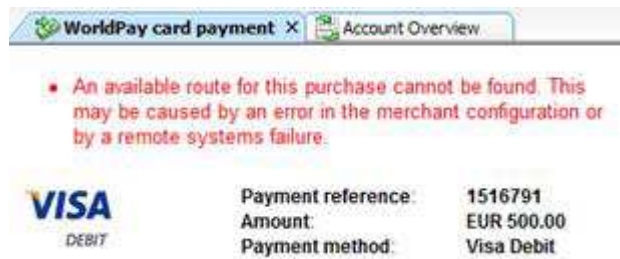 WorldPay card payment X Account Overview
• An available route for this purchase cannot be found. This
may be caused by an error in the merchant configuration or
by a remote systems failure.
VISA
DEBIT
Payment reference: 1516791
Amount: EUR 500.00
Payment method: Visa Debit